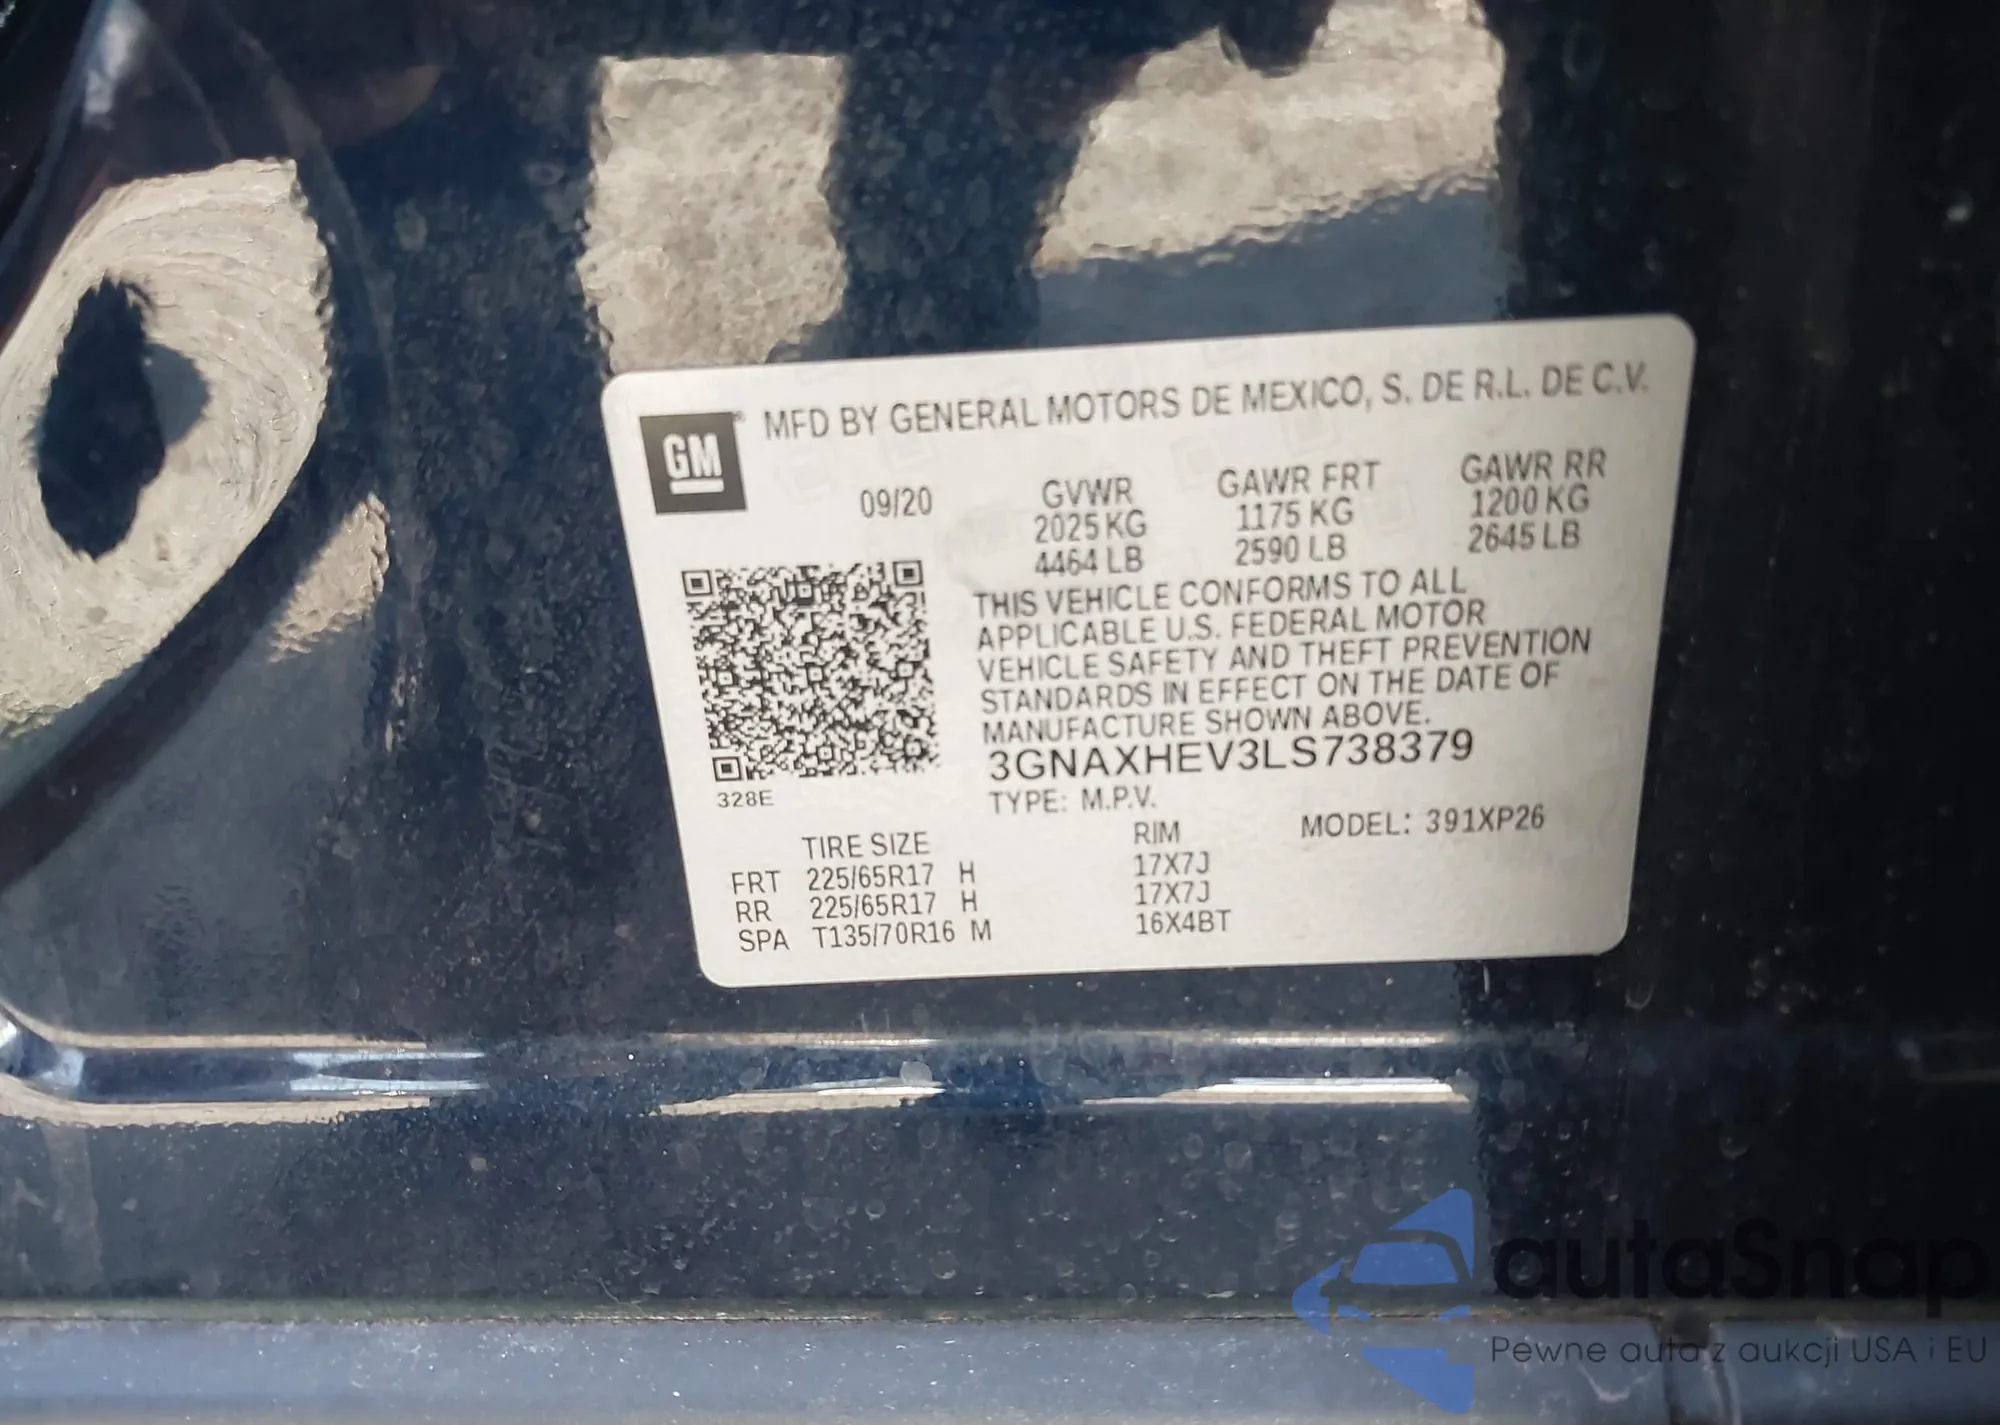 GM
MFD BY GENERAL MOTORS DE MEXICO, S. DE R.L. DE C.V.
09/20
GVWR
2025 KG
4464 LB
GAWR FRT
1175 KG
2590 LB
GAWR RR
1200 KG
2645 LB
THIS VEHICLE CONFORMS TO ALL
APPLICABLE U.S. FEDERAL MOTOR
VEHICLE SAFETY AND THEFT PREVENTION
STANDARDS IN EFFECT ON THE DATE OF
MANUFACTURE SHOWN ABOVE.
3GNAXHEV3LS738379
328E
TYPE: M.P.V.
MODEL: 391XP26
TIRE SIZE RIM
FRT 225/65R17 H 17X7J
RR 225/65R17 H 17X7J
SPA T135/70R16 M 16X4BT
autaSnap
Pewne auta z aukcji USA i EU